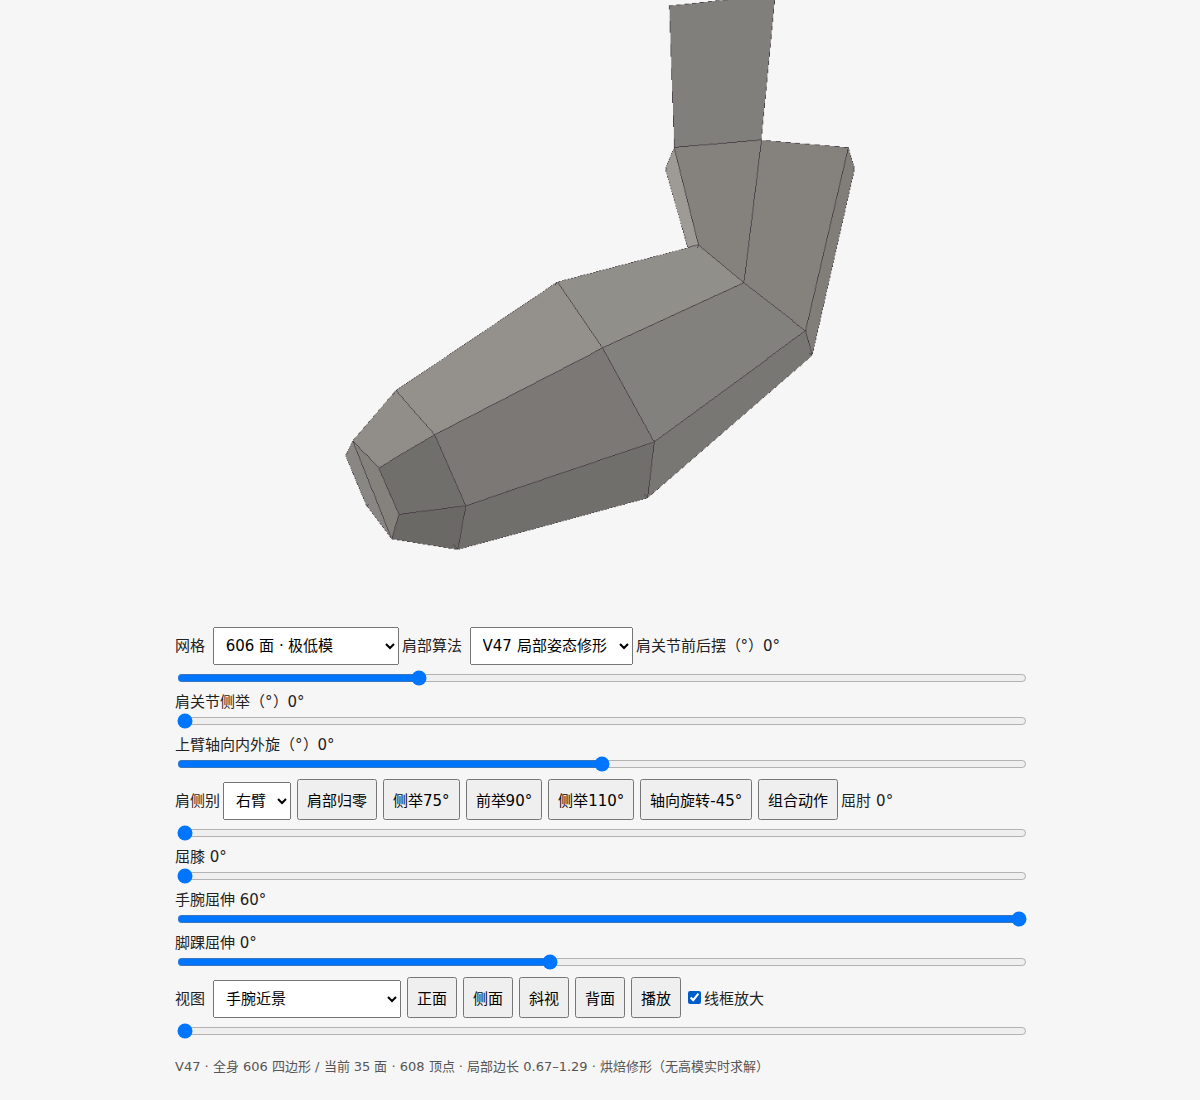 网格 606 面 · 极低模 肩部算法 V47 局部姿态修形 肩关节前后摆（°）0°
肩关节侧举（°）0°
上臂轴向内外旋（°）0°
肩侧别 右臂 肩部归零 侧举75° 前举90° 侧举110° 轴向旋转-45° 组合动作 屈肘 0°
屈膝 0°
手腕屈伸 60°
脚踝屈伸 0°
视图 手腕近景 正面 侧面 斜视 背面 播放 线框放大
V47 · 全身 606 四边形 / 当前 35 面 · 608 顶点 · 局部边长 0.67–1.29 · 烘焙修形（无高模实时求解）